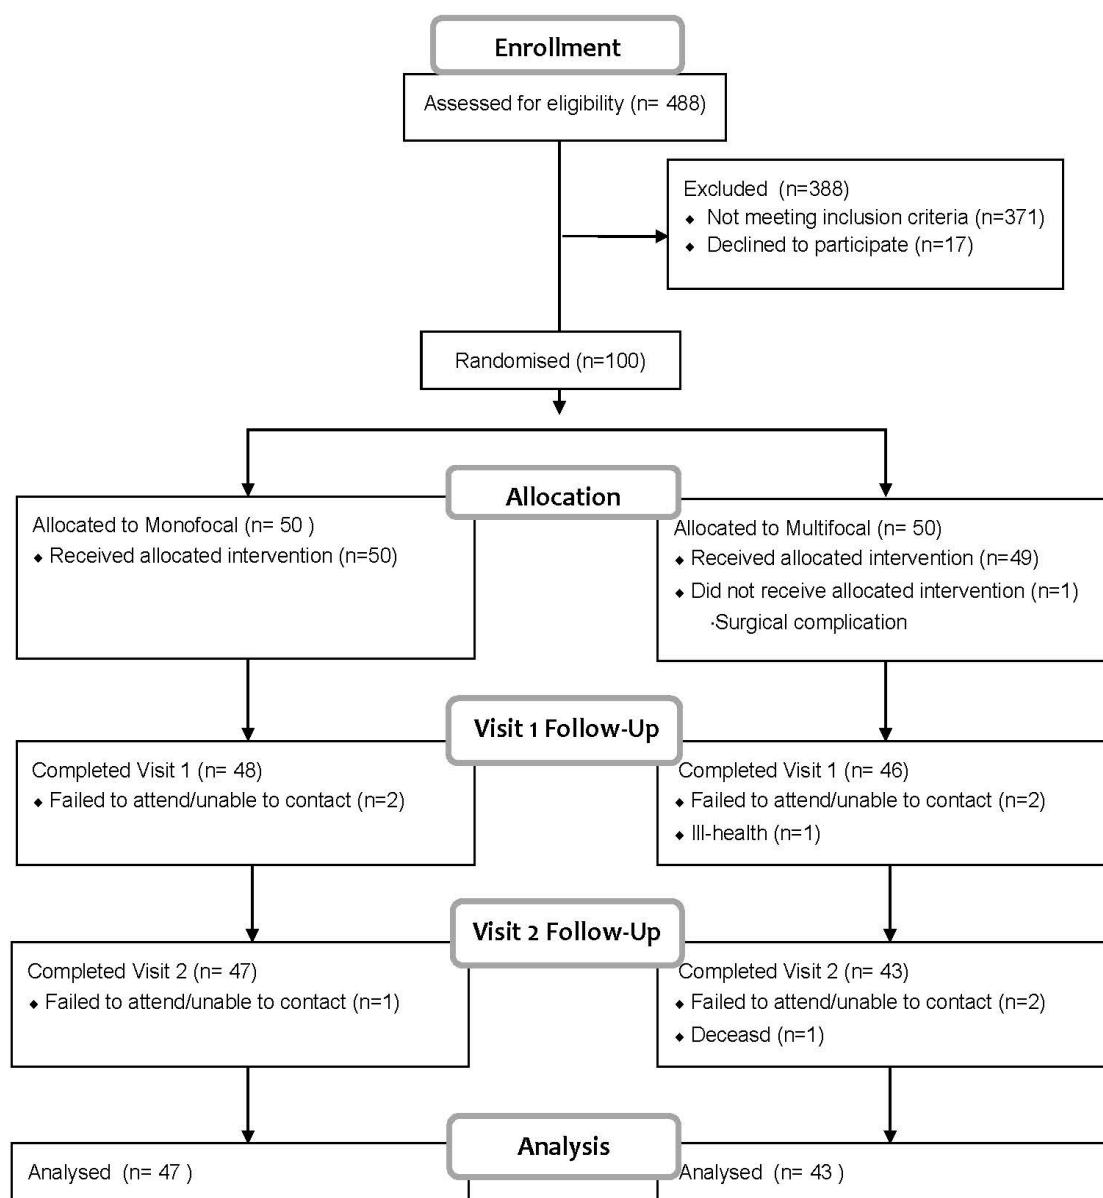 Enrollment
Assessed for eligibility (n= 488)
Excluded (n=388)
⬥ Not meeting inclusion criteria (n=371)
⬥ Declined to participate (n=17)
Randomised (n=100)
Allocation
Allocated to Monofocal (n= 50 )
⬥ Received allocated intervention (n=50)
Allocated to Multifocal (n= 50)
⬥ Received allocated intervention (n=49)
⬥ Did not receive allocated intervention (n=1)
·Surgical complication
Visit 1 Follow-Up
Completed Visit 1 (n= 48)
⬥ Failed to attend/unable to contact (n=2)
Completed Visit 1 (n= 46)
⬥ Failed to attend/unable to contact (n=2)
⬥ Ill-health (n=1)
Visit 2 Follow-Up
Completed Visit 2 (n= 47)
⬥ Failed to attend/unable to contact (n=1)
Completed Visit 2 (n= 43)
⬥ Failed to attend/unable to contact (n=2)
⬥ Deceasd (n=1)
Analysis
Analysed (n= 47 )
Analysed (n= 43 )